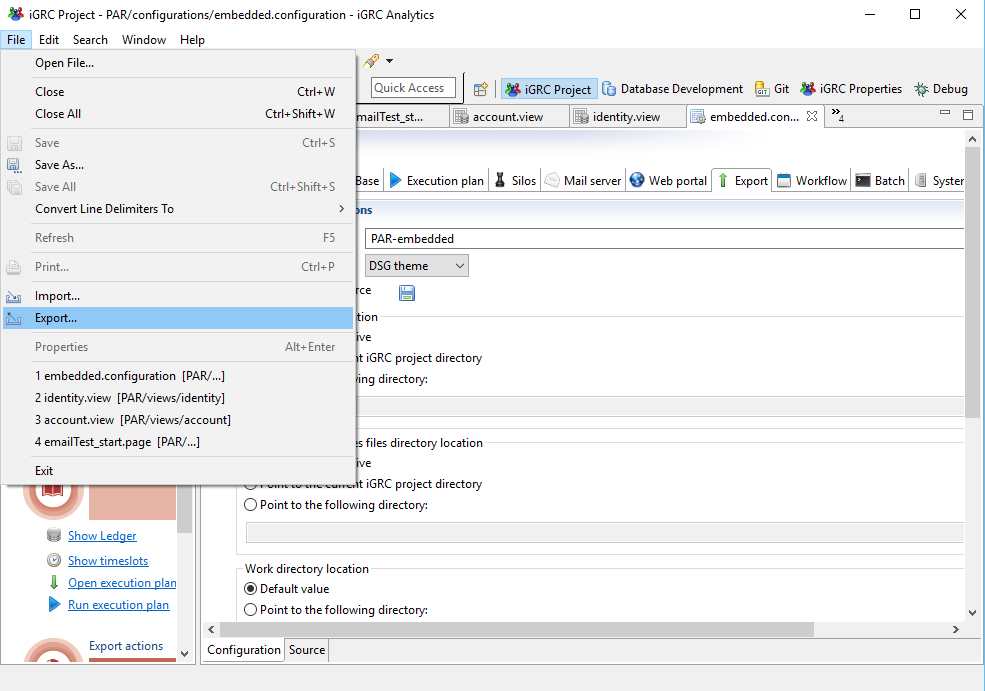 iGRC Project - PAR/configurations/embedded.configuration - iGRC Analytics
File Edit Search Window Help
Open File...
Close Ctrl+W
Close All Ctrl+Shift+W
Save Ctrl+S
Save As...
Save All Ctrl+Shift+S
Convert Line Delimiters To
Refresh F5
Print... Ctrl+P
Import...
Export...
Properties Alt+Enter
1 embedded.configuration [PAR/...]
2 identity.view [PAR/views/identity]
3 account.view [PAR/views/account]
4 emailTest_start.page [PAR/...]
Exit
Quick Access iGRC Project Database Development Git iGRC Properties Debug
mailTest_st... account.view identity.view embedded.con... »4
Base Execution plan Silos Mail server Web portal Export Workflow Batch System
ons
PAR-embedded
DSG theme
rce
tion
ive
t iGRC project directory
ing directory:
es files directory location
ive
Point to the current iGRC project directory
Point to the following directory:
Work directory location
Default value
Point to the following directory:
Configuration Source
Show Ledger
Show timeslots
Open execution plan
Run execution plan
Export actions